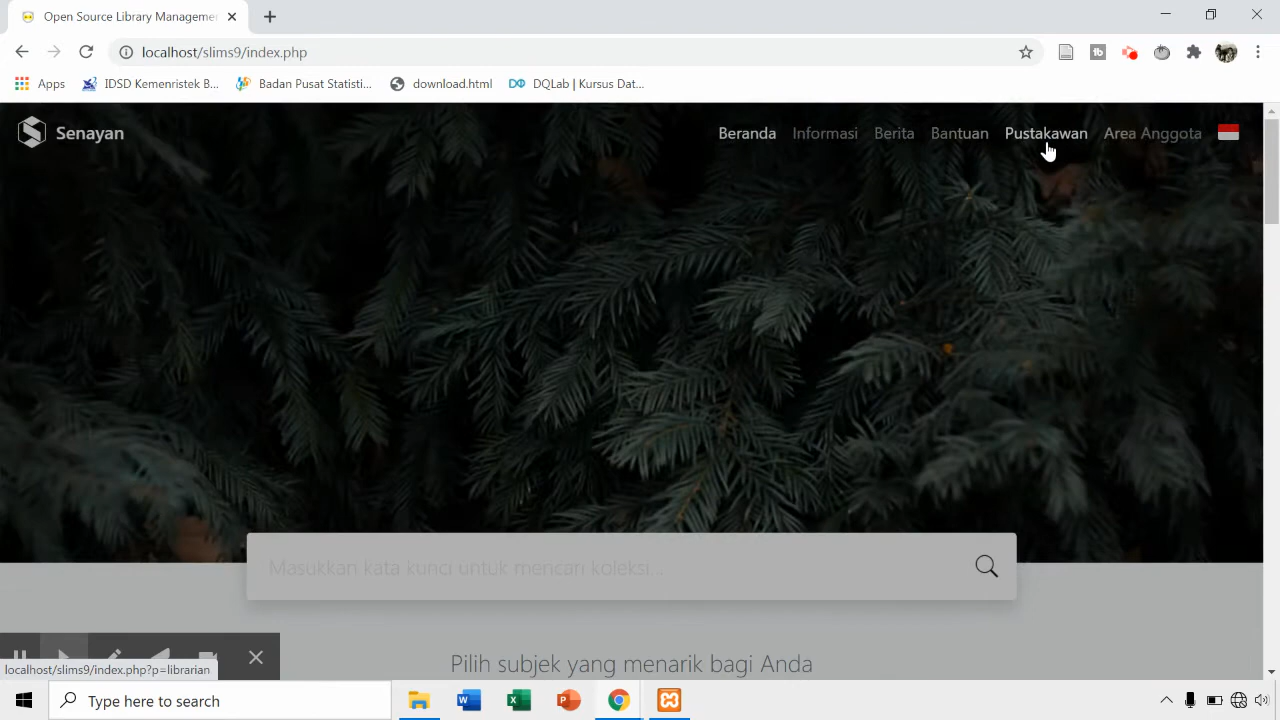 Open Source Library Manageme
localhost/slims9/index.php
Apps
IDSD Kemenristek B...
Badan Pusat Statisti...
download.html
DQLab | Kursus Dat...
Senayan
Beranda
Informasi
Berita
Bantuan
Pustakawan
Area Anggota
Masukkan kata kunci untuk mencari koleksi...
Pilih subjek yang menarik bagi Anda
localhost/slims9/index.php?p=librarian
Type here to search